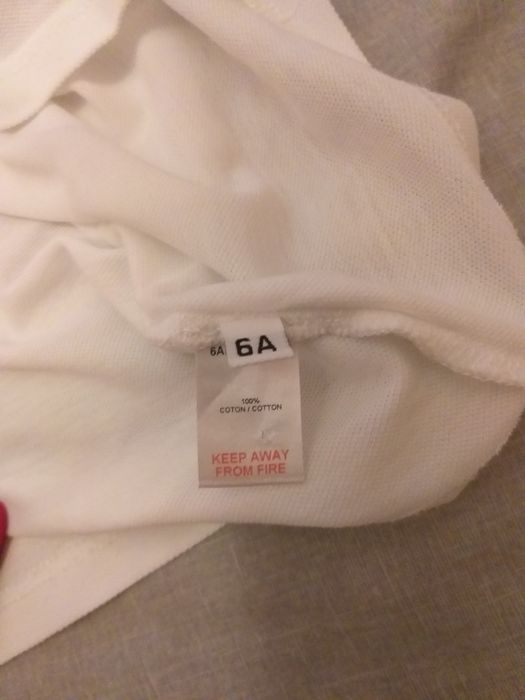 6A 6A
100%
COTON / COTTON
KEEP AWAY
FROM FIRE